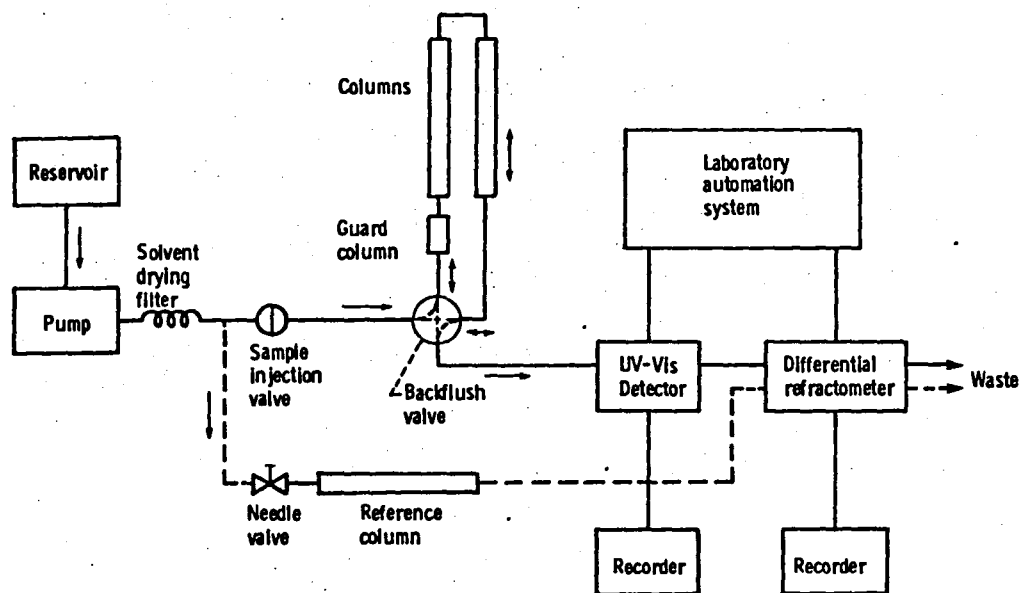 Columns
Reservoir
Laboratory
automation
system
Guard
column
Solvent
drying
filter
Pump
Sample
injection
valve
Backflush
valve
UV-Vis
Detector
Differential
refractometer
Waste
Needle
valve
Reference
column
Recorder
Recorder